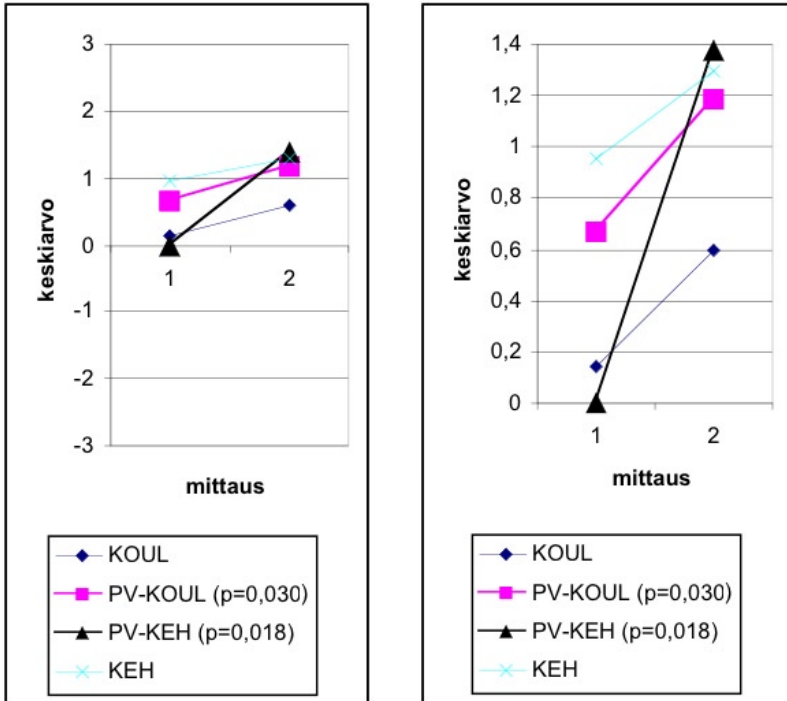 3
2
1
0
-1
-2
-3
1 2
keskiarvo
mittaus
KOUL
PV-KOUL (p=0,030)
PV-KEH (p=0,018)
KEH
1,4
1,2
1
0,8
0,6
0,4
0,2
0
1 2
keskiarvo
mittaus
KOUL
PV-KOUL (p=0,030)
PV-KEH (p=0,018)
KEH